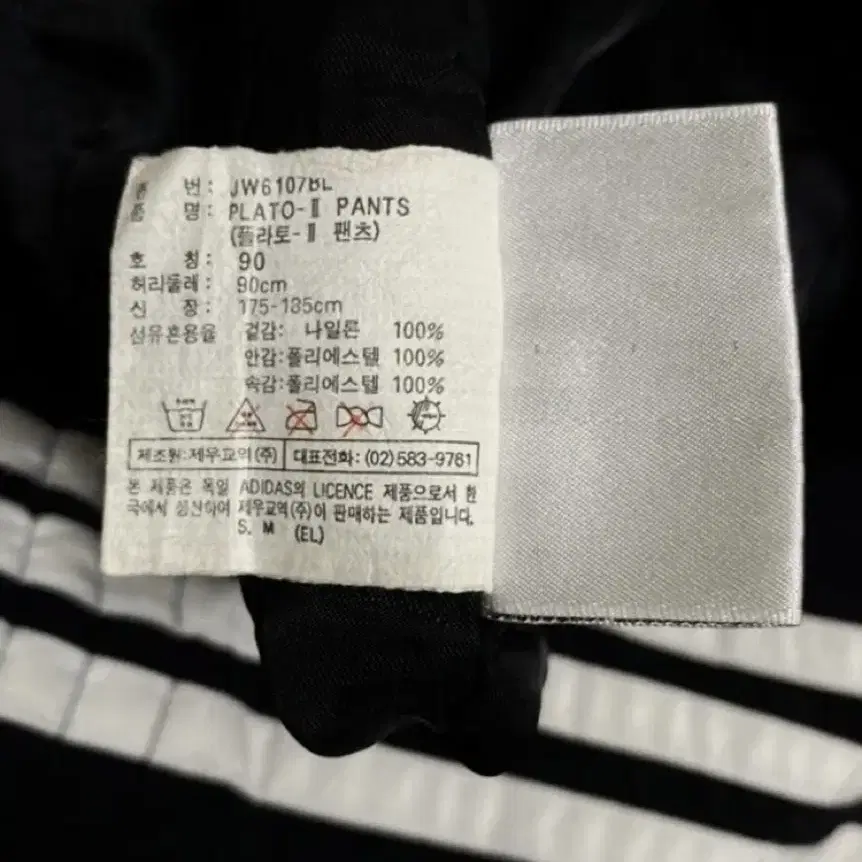 번: JW6107BL
품 명: PLATO-Ⅱ PANTS
(플라토-Ⅱ 팬츠)
호 칭: 90
허리둘레: 90cm
신 장: 175-185cm
섬유혼용율 겉감: 나일론 100%
안감:폴리에스텔 100%
속감:폴리에스텔 100%
제조원:제우교역(주) 대표전화:(02)583-9761
본 제품은 독일 ADIDAS의 LICENCE 제품으로서 한
국에서 생산하여 제우교역(주)이 판매하는 제품입니다.
S. M (EL)